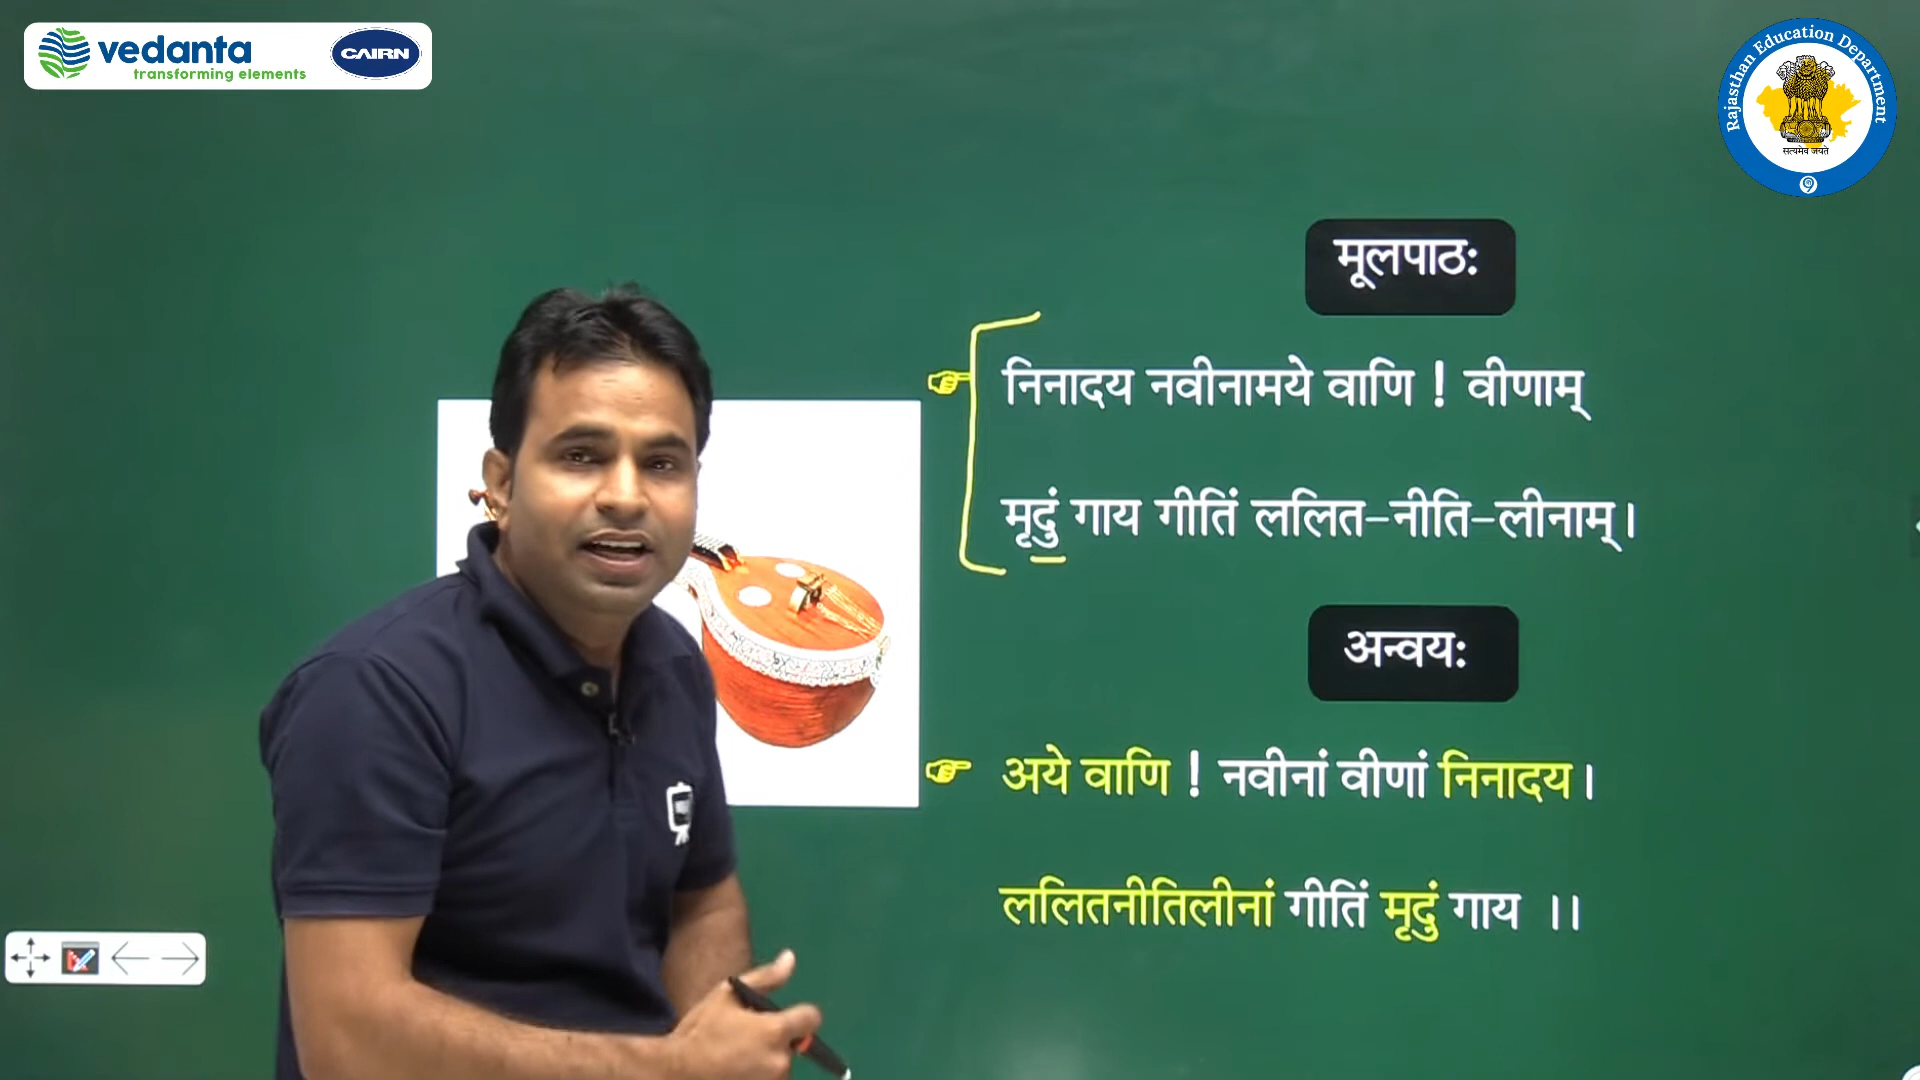 vedanta
transforming elements
CAIRN
Rajasthan Education Department
सत्यमेव जयते
मूलपाठः
निनादय नवीनामये वाणि ! वीणाम्
मृदुं गाय गीतिं ललित-नीति-लीनाम्।
अन्वयः
अये वाणि ! नवीनां वीणां निनादय।
ललितनीतिलीनां गीतिं मृदुं गाय ।।